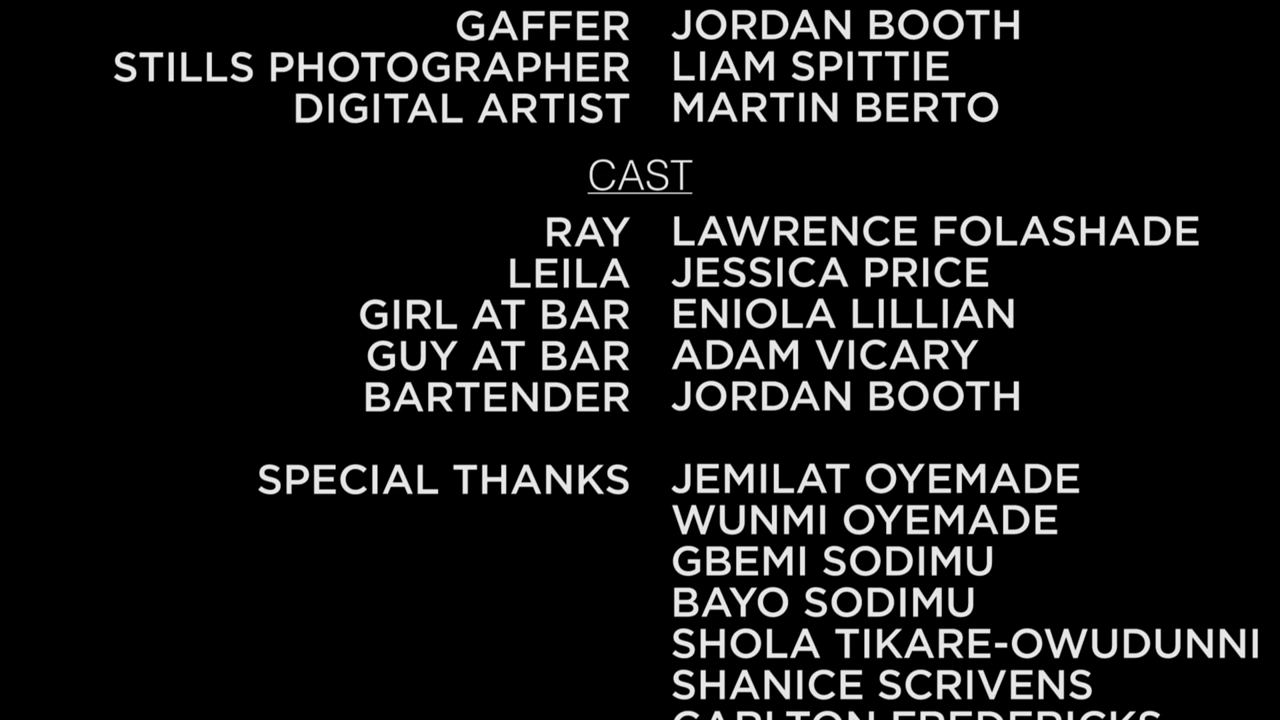 GAFFER JORDAN BOOTH
STILLS PHOTOGRAPHER LIAM SPITTIE
DIGITAL ARTIST MARTIN BERTO
CAST
RAY LAWRENCE FOLASHADE
LEILA JESSICA PRICE
GIRL AT BAR ENIOLA LILLIAN
GUY AT BAR ADAM VICARY
BARTENDER JORDAN BOOTH
SPECIAL THANKS JEMILAT OYEMADE
WUNMI OYEMADE
GBEMI SODIMU
BAYO SODIMU
SHOLA TIKARE-OWUDUNNI
SHANICE SCRIVENS
CARLTON FREDERICKS